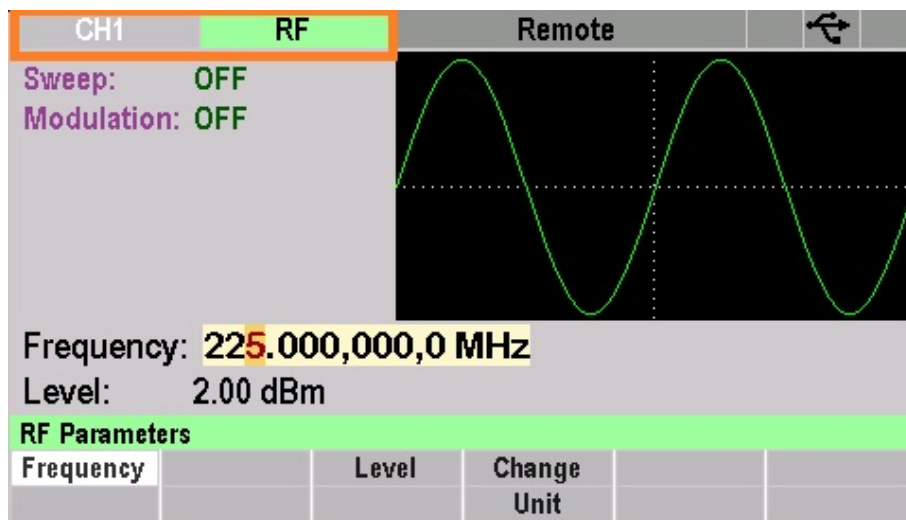 CH1 RF Remote
Sweep: OFF
Modulation: OFF
Frequency: 225.000,000,0 MHz
Level: 2.00 dBm
RF Parameters
Frequency Level Change
Unit